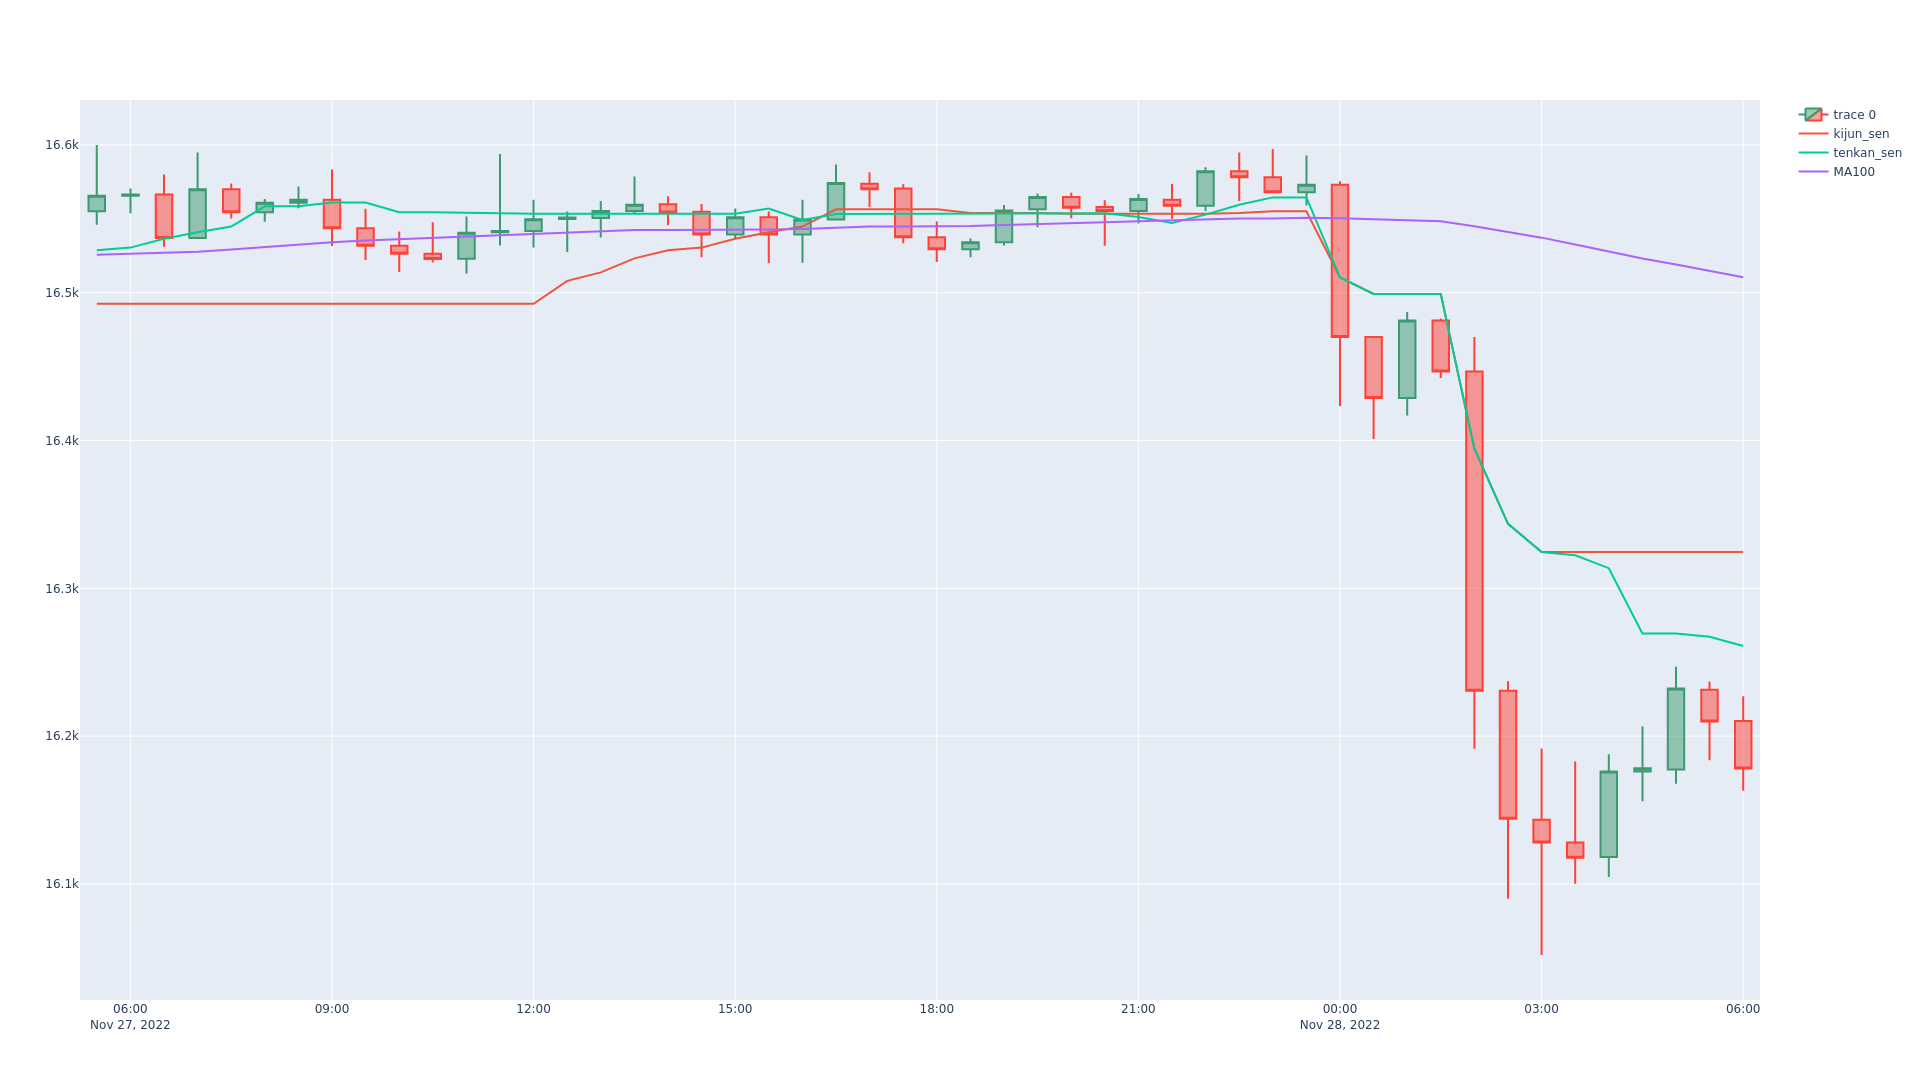 trace 0
kijun_sen
tenkan_sen
MA100
16.6k
16.5k
16.4k
16.3k
16.2k
16.1k
06:00 09:00 12:00 15:00 18:00 21:00 00:00 03:00 06:00
Nov 27, 2022 Nov 28, 2022